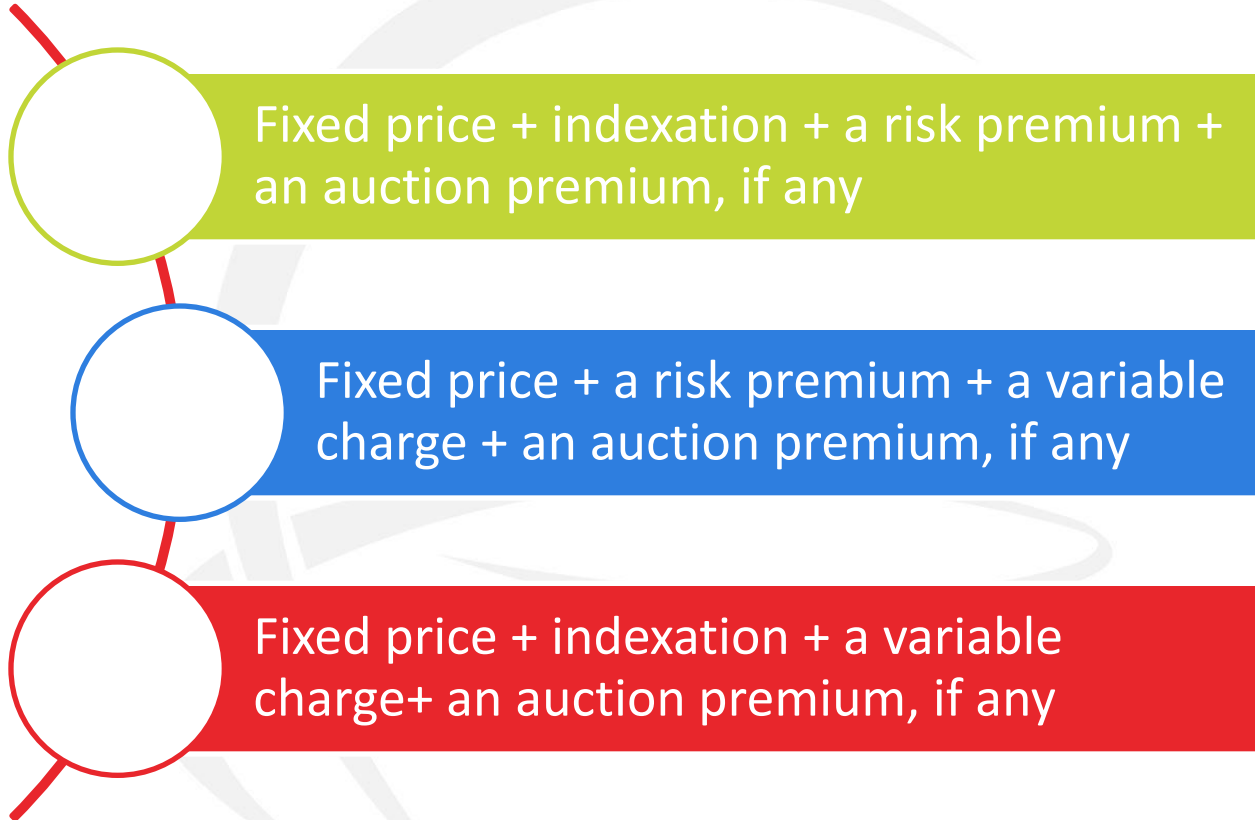 Fixed price + indexation + a risk premium +
an auction premium, if any
Fixed price + a risk premium + a variable
charge + an auction premium, if any
Fixed price + indexation + a variable
charge+ an auction premium, if any